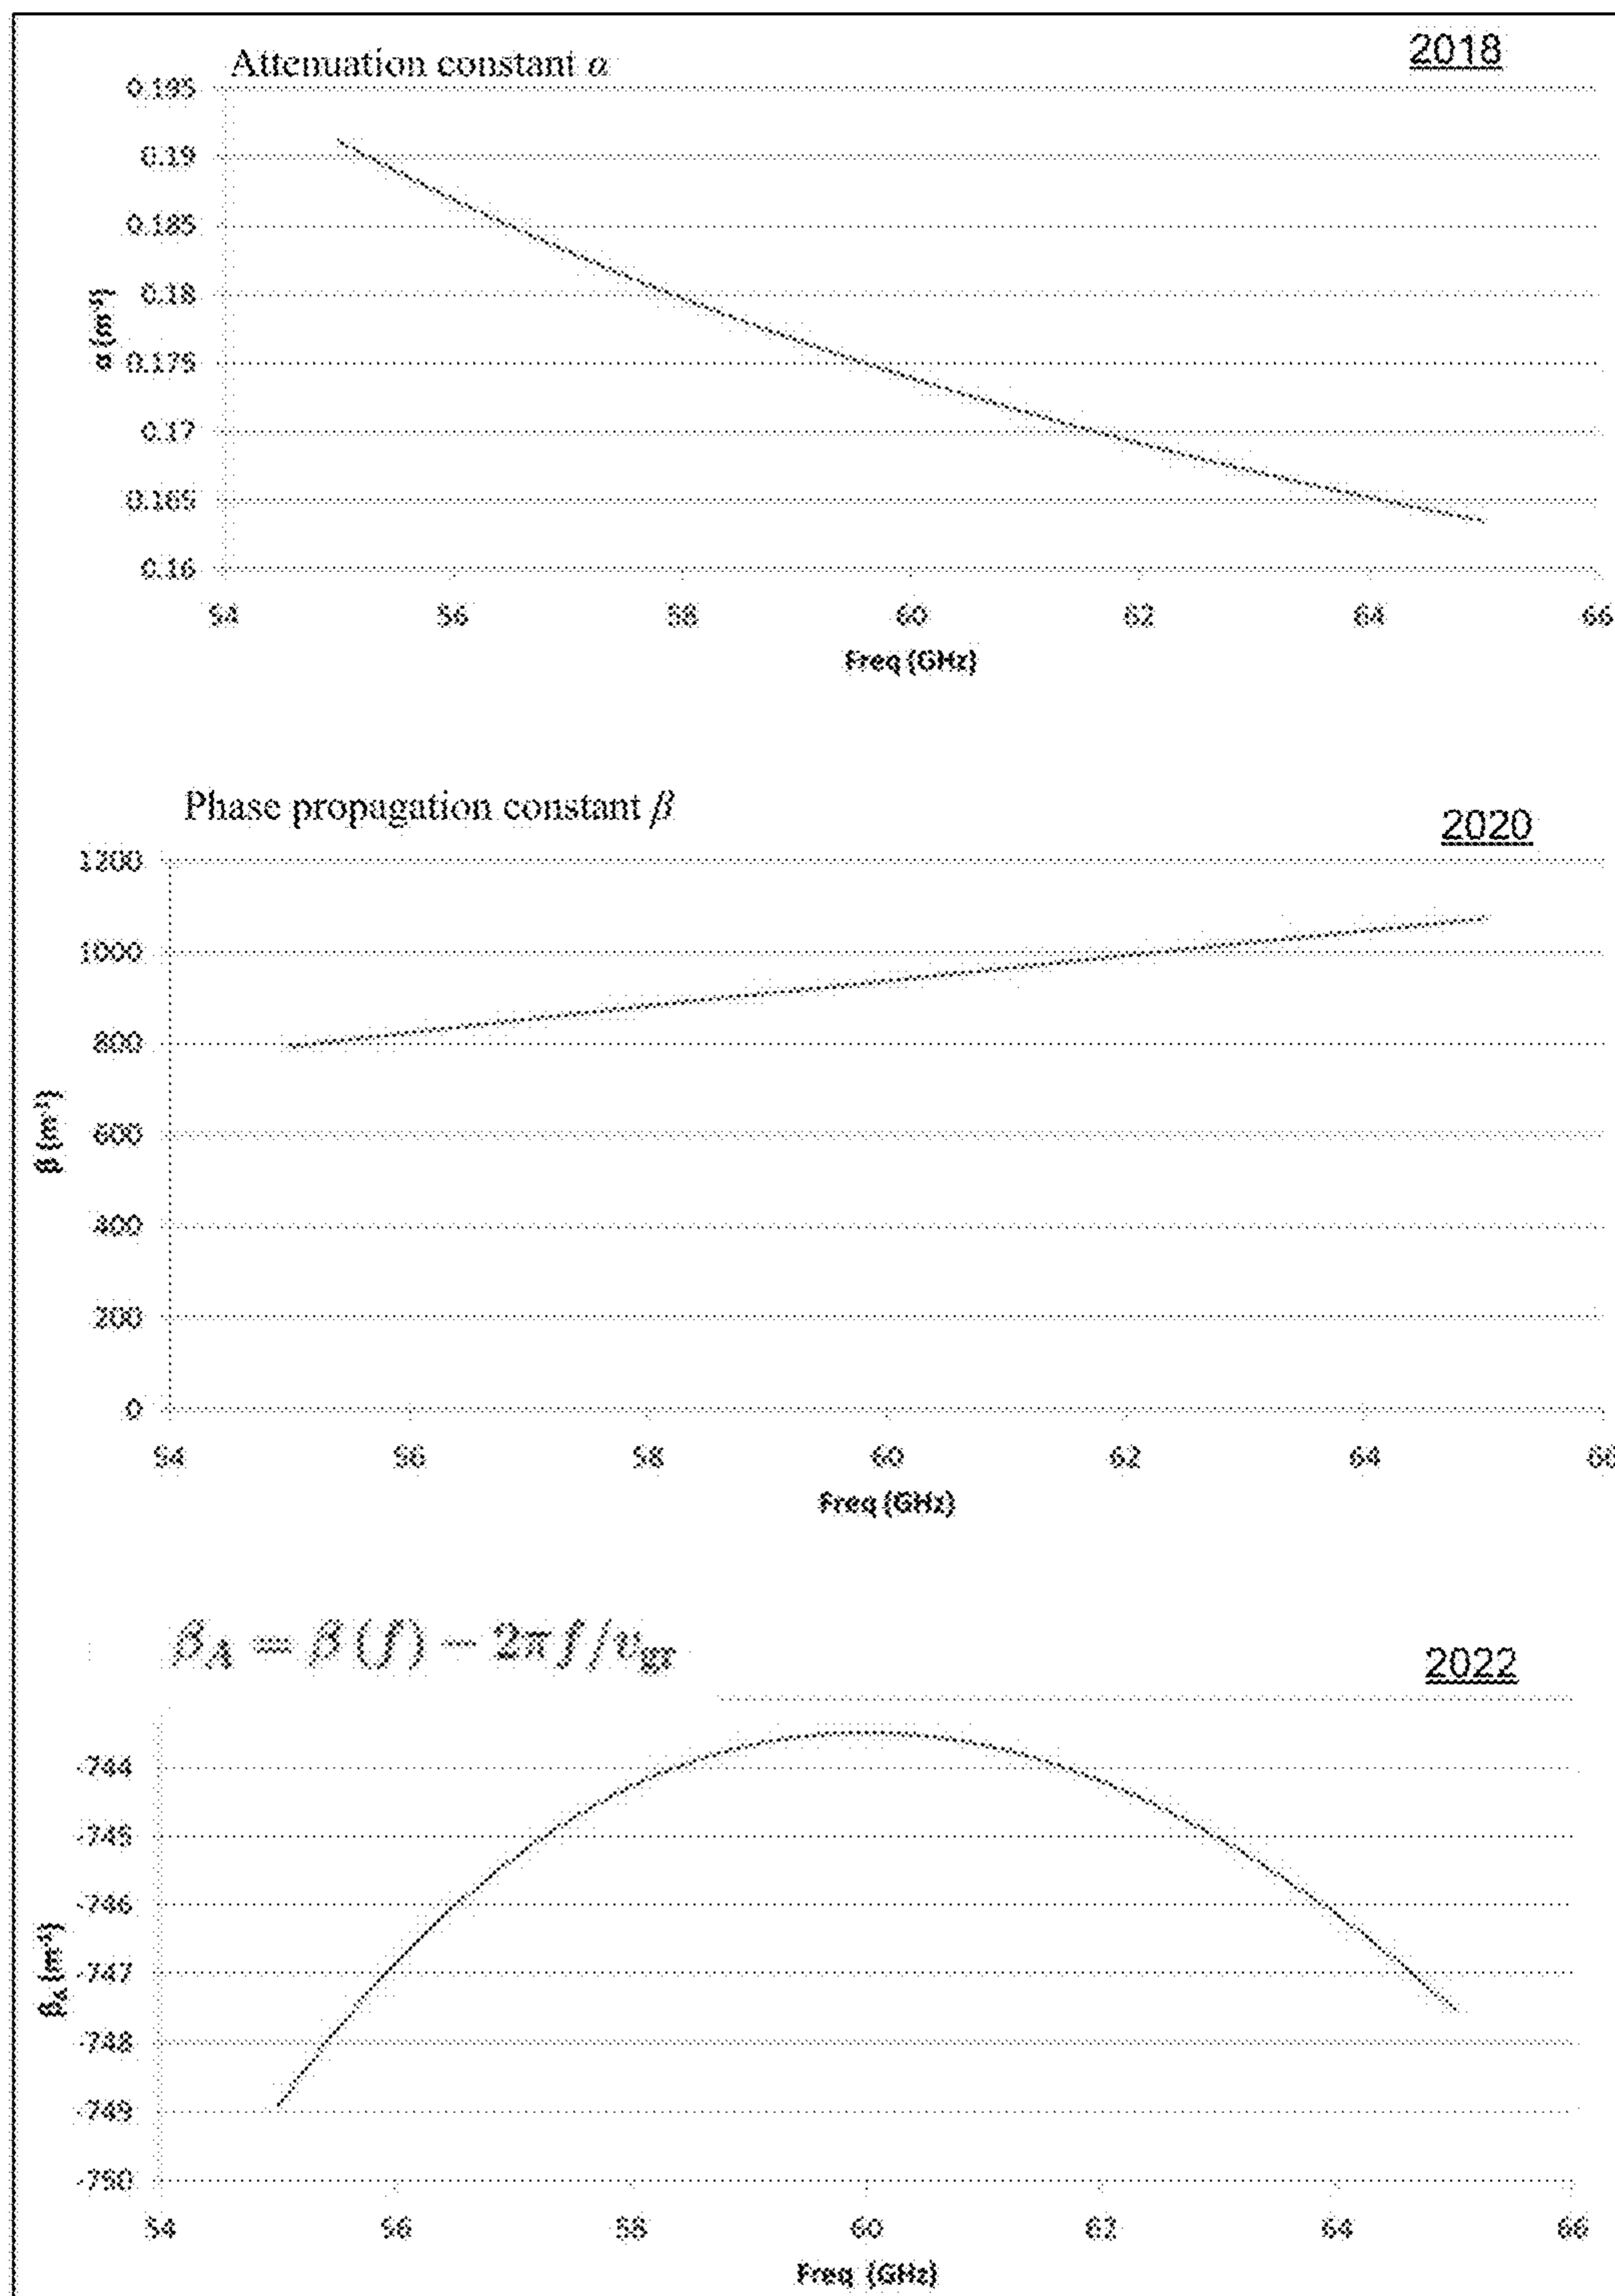 Attenuation constant α
2018
0.195
0.19
0.185
0.18
0.175
0.17
0.165
0.16
α (m⁻¹)
54 56 58 60 62 64 66
Freq (GHz)
Phase propagation constant β
2020
1200
1000
800
600
400
200
0
β (m⁻¹)
54 56 58 60 62 64 66
Freq (GHz)
β_A = β(f) − 2πf/v_gr
2022
-744
-745
-746
-747
-748
-749
-750
β_A (m⁻¹)
54 56 58 60 62 64 66
Freq (GHz)